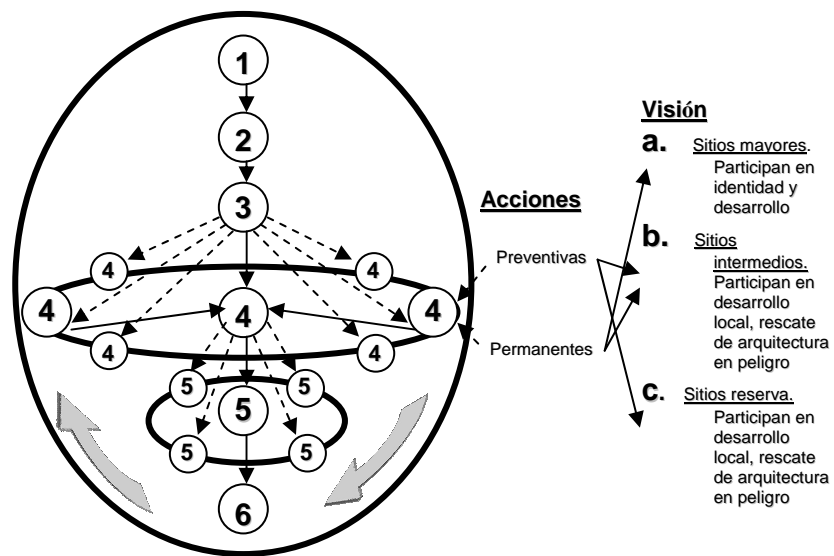 1
2
3
4 4
4 4 4
4 4
5 5
5
5 5
6
Acciones
Preventivas
Permanentes
Visión
a. Sitios mayores.
Participan en
identidad y
desarrollo
b. Sitios
intermedios.
Participan en
desarrollo
local, rescate
de arquitectura
en peligro
c. Sitios reserva.
Participan en
desarrollo
local, rescate
de arquitectura
en peligro